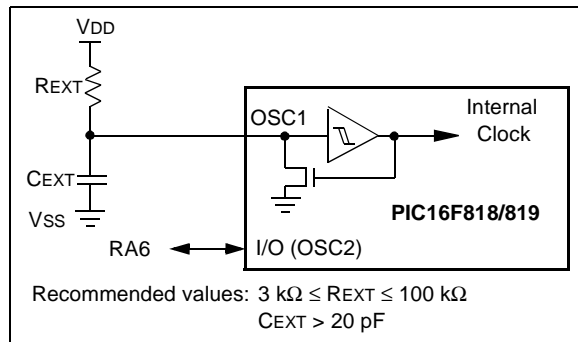 VDD
REXT
OSC1
Internal
Clock
CEXT
VSS
PIC16F818/819
RA6
I/O (OSC2)
Recommended values: 3 kΩ ≤ REXT ≤ 100 kΩ
CEXT > 20 pF